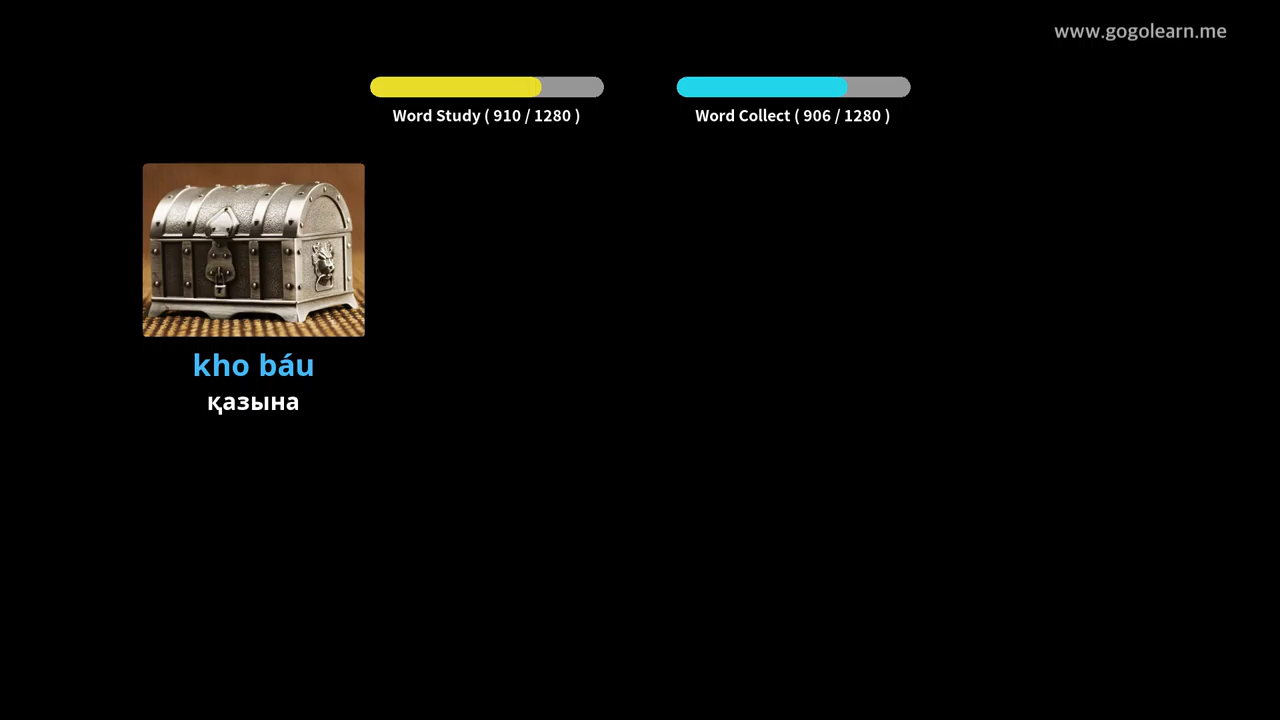 www.gogolearn.me
Word Study ( 910 / 1280 )
Word Collect ( 906 / 1280 )
kho báu
қазына